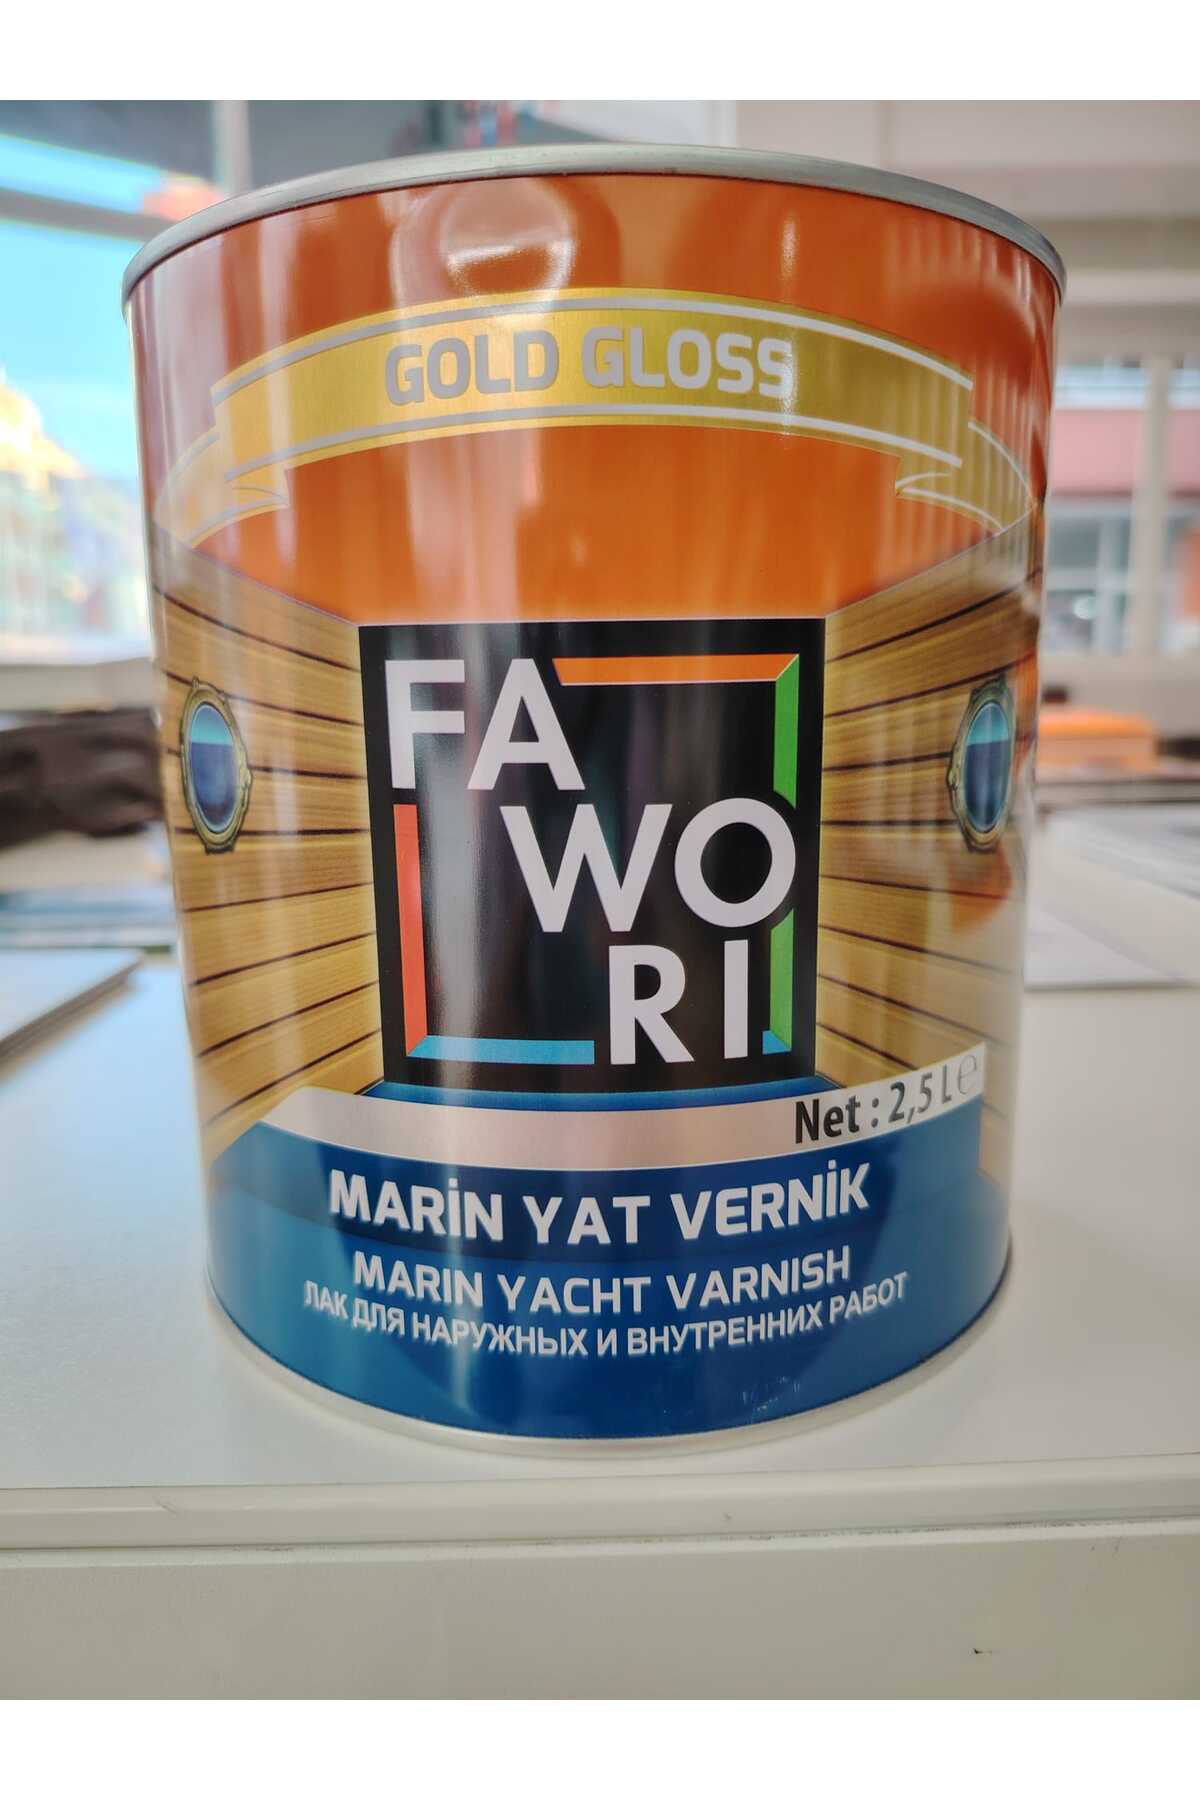 GOLD GLOSS
FA
WO
RI
Net : 2,5 L ℮
MARİN YAT VERNİK
MARIN YACHT VARNISH
ЛАК ДЛЯ НАРУЖНЫХ И ВНУТРЕННИХ РАБОТ